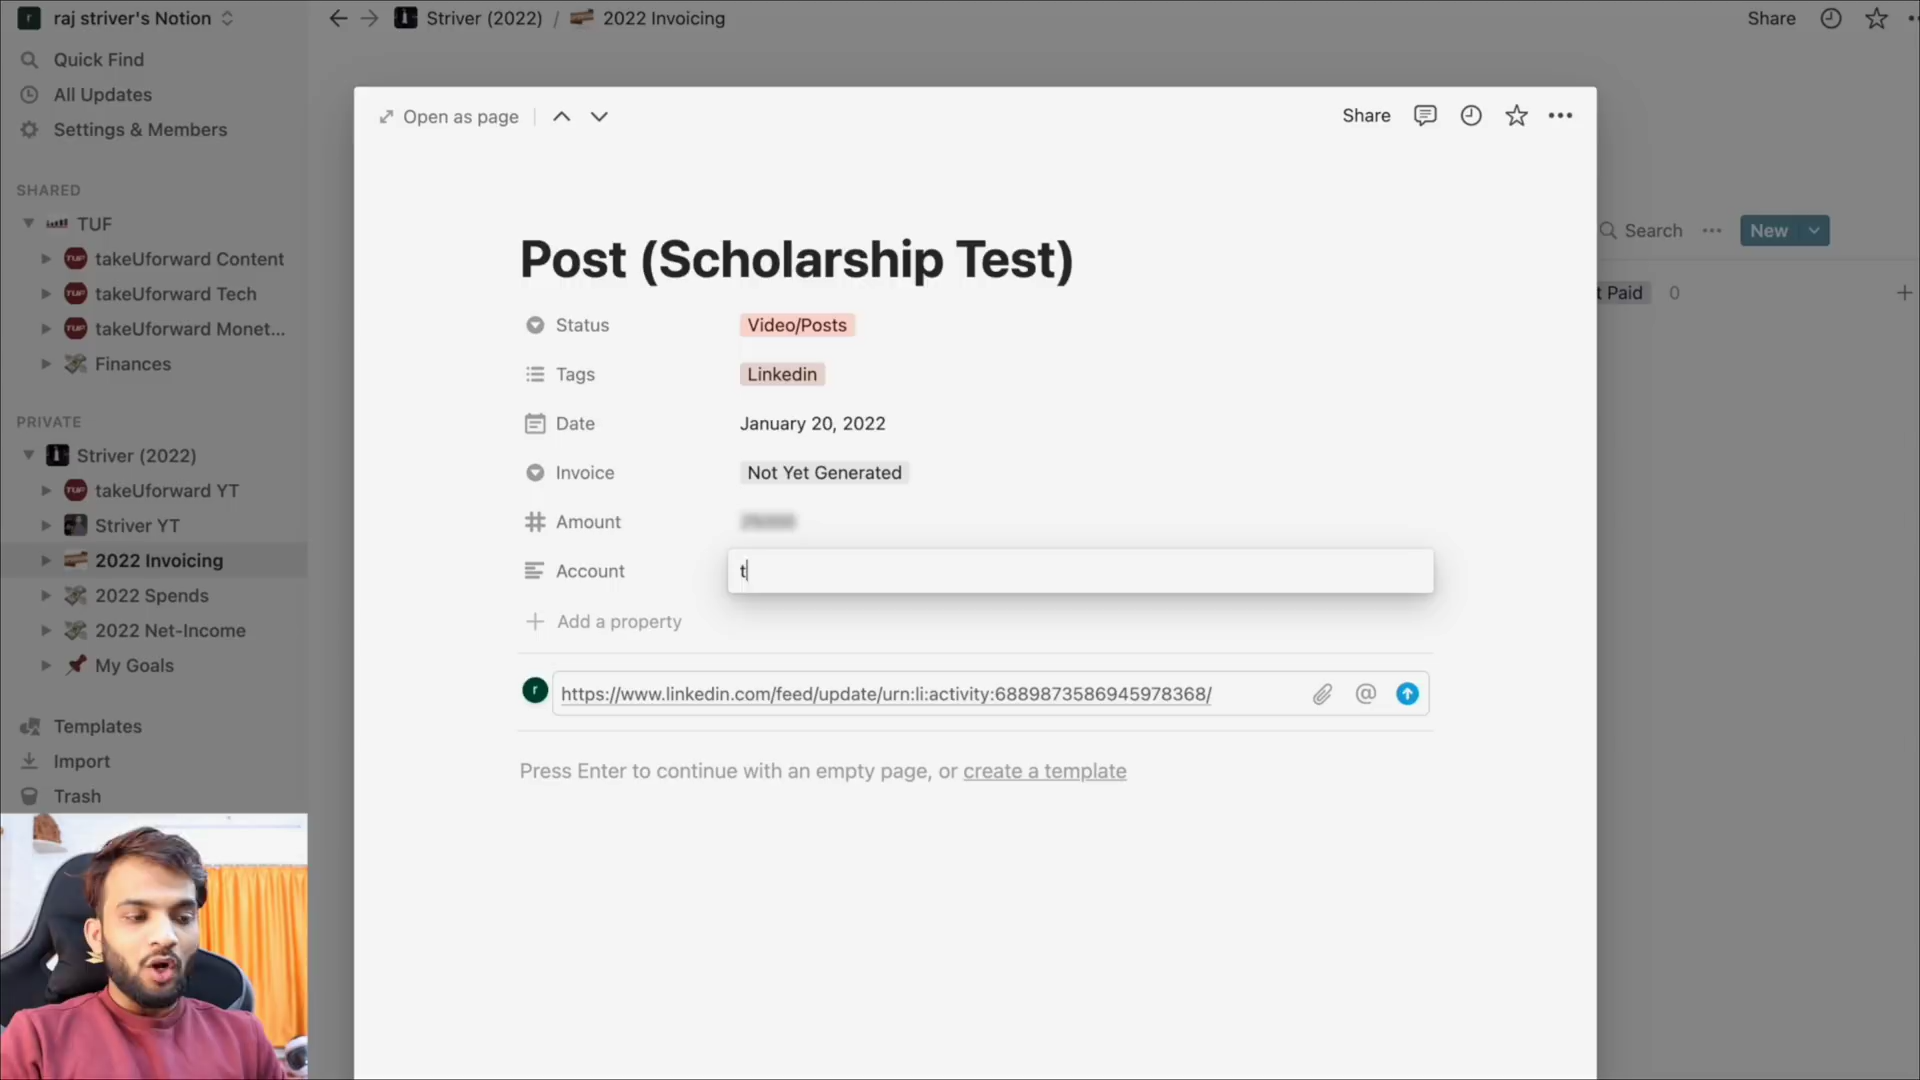 raj striver's Notion
Striver (2022) / 2022 Invoicing
Share
Quick Find
All Updates
Settings & Members
SHARED
TUF
takeUforward Content
takeUforward Tech
takeUforward Monet...
Finances
PRIVATE
Striver (2022)
takeUforward YT
Striver YT
2022 Invoicing
2022 Spends
2022 Net-Income
My Goals
Templates
Import
Trash
Open as page
Share
Post (Scholarship Test)
Status Video/Posts
Tags Linkedin
Date January 20, 2022
Invoice Not Yet Generated
Amount
Account t
Add a property
r https://www.linkedin.com/feed/update/urn:li:activity:6889873586945978368/ @
Press Enter to continue with an empty page, or create a template
Search ... New
t Paid 0 +